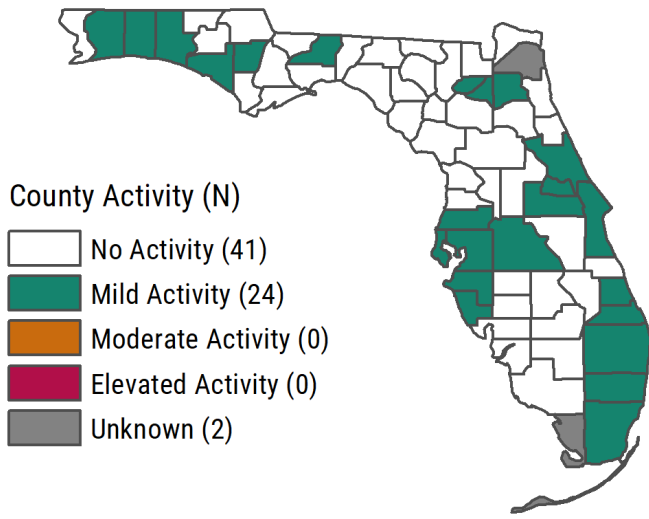 County Activity (N)
No Activity (41)
Mild Activity (24)
Moderate Activity (0)
Elevated Activity (0)
Unknown (2)